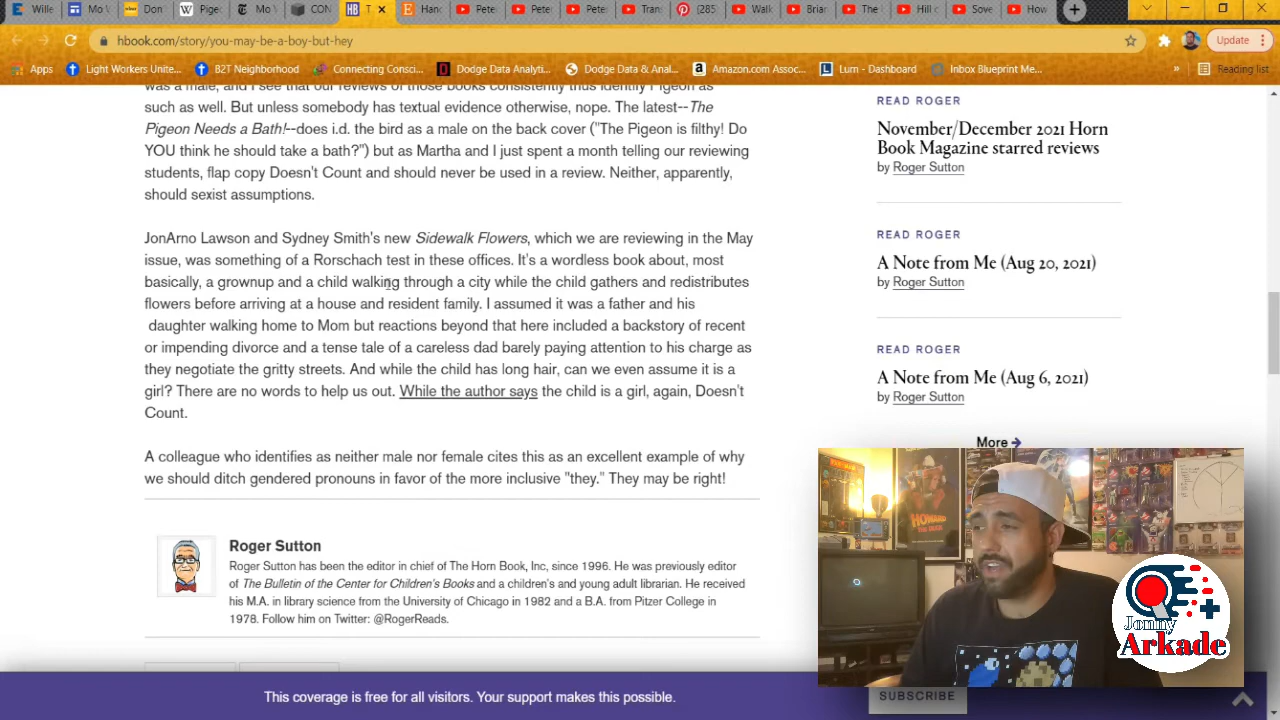 Wille
Mo V
Don
Pige
Mo V
CON
T
Hand
Pete
Pete
Pete
Tran
(285
Walk
Brian
The
Hill c
Sove
How
hbook.com/story/you-may-be-a-boy-but-hey
Update
Apps
Light Workers Unite...
B2T Neighborhood
Connecting Consci...
Dodge Data Analyti...
Dodge Data & Anal...
Amazon.com Assoc...
Lurn - Dashboard
Inbox Blueprint Me...
»
Reading list
was a male, and I see that our reviews of those books consistently thus identify Pigeon as
such as well. But unless somebody has textual evidence otherwise, nope. The latest--The
Pigeon Needs a Bath!--does i.d. the bird as a male on the back cover ("The Pigeon is filthy! Do
YOU think he should take a bath?") but as Martha and I just spent a month telling our reviewing
students, flap copy Doesn't Count and should never be used in a review. Neither, apparently,
should sexist assumptions.
JonArno Lawson and Sydney Smith's new Sidewalk Flowers, which we are reviewing in the May
issue, was something of a Rorschach test in these offices. It's a wordless book about, most
basically, a grownup and a child walking through a city while the child gathers and redistributes
flowers before arriving at a house and resident family. I assumed it was a father and his
daughter walking home to Mom but reactions beyond that here included a backstory of recent
or impending divorce and a tense tale of a careless dad barely paying attention to his charge as
they negotiate the gritty streets. And while the child has long hair, can we even assume it is a
girl? There are no words to help us out. While the author says the child is a girl, again, Doesn't
Count.
A colleague who identifies as neither male nor female cites this as an excellent example of why
we should ditch gendered pronouns in favor of the more inclusive "they." They may be right!
Roger Sutton
Roger Sutton has been the editor in chief of The Horn Book, Inc, since 1996. He was previously editor
of The Bulletin of the Center for Children's Books and a children's and young adult librarian. He received
his M.A. in library science from the University of Chicago in 1982 and a B.A. from Pitzer College in
1978. Follow him on Twitter: @RogerReads.
READ ROGER
November/December 2021 Horn
Book Magazine starred reviews
by Roger Sutton
READ ROGER
A Note from Me (Aug 20, 2021)
by Roger Sutton
READ ROGER
A Note from Me (Aug 6, 2021)
by Roger Sutton
More
HOWARD
THE DUCK
Jonny
Arkade
This coverage is free for all visitors. Your support makes this possible.
SUBSCRIBE